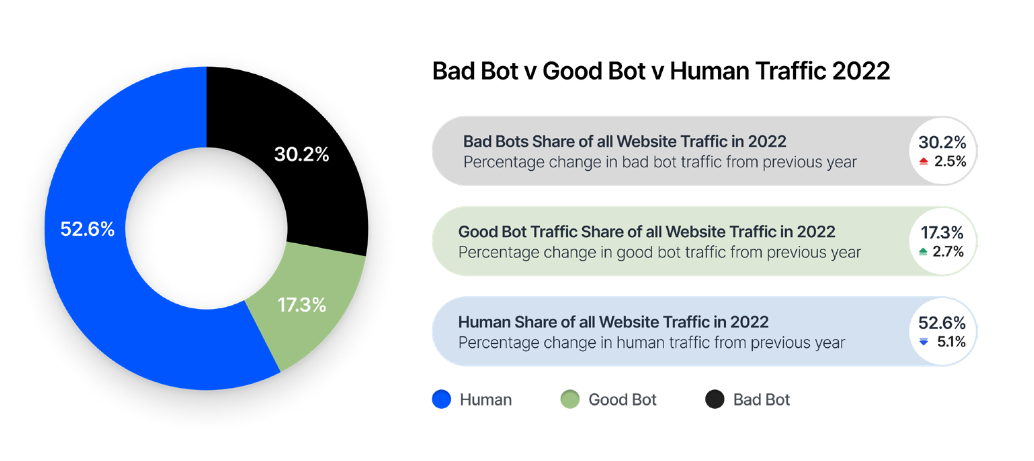 Bad Bot v Good Bot v Human Traffic 2022
30.2%
52.6%
17.3%
Bad Bots Share of all Website Traffic in 2022
Percentage change in bad bot traffic from previous year
30.2%
2.5%
Good Bot Traffic Share of all Website Traffic in 2022
Percentage change in good bot traffic from previous year
17.3%
2.7%
Human Share of all Website Traffic in 2022
Percentage change in human traffic from previous year
52.6%
5.1%
Human
Good Bot
Bad Bot